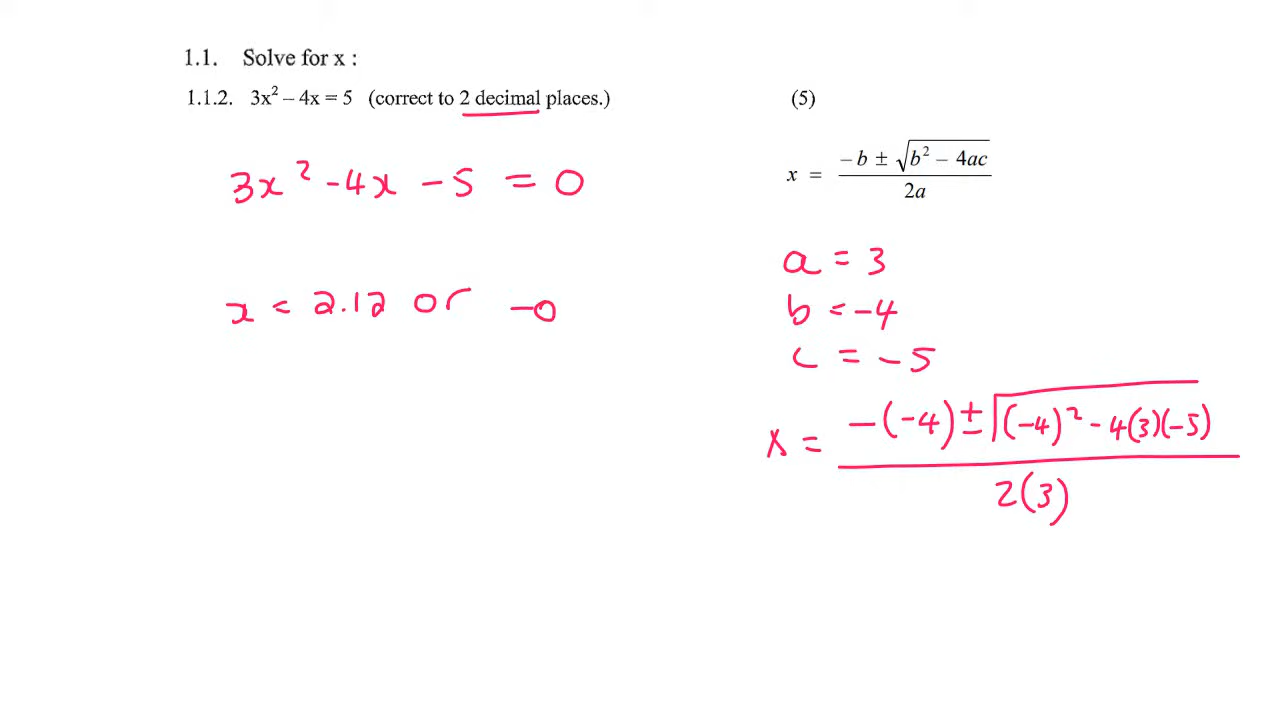 1.1. Solve for x :
1.1.2. 3x² – 4x = 5 (correct to 2 decimal places.) (5)
3x² - 4x - 5 = 0
x = 2.12 or -0
x = (-b ± √(b² - 4ac)) / 2a
a = 3
b = -4
c = -5
x = (-(-4) ± √((-4)² - 4(3)(-5))) / 2(3)